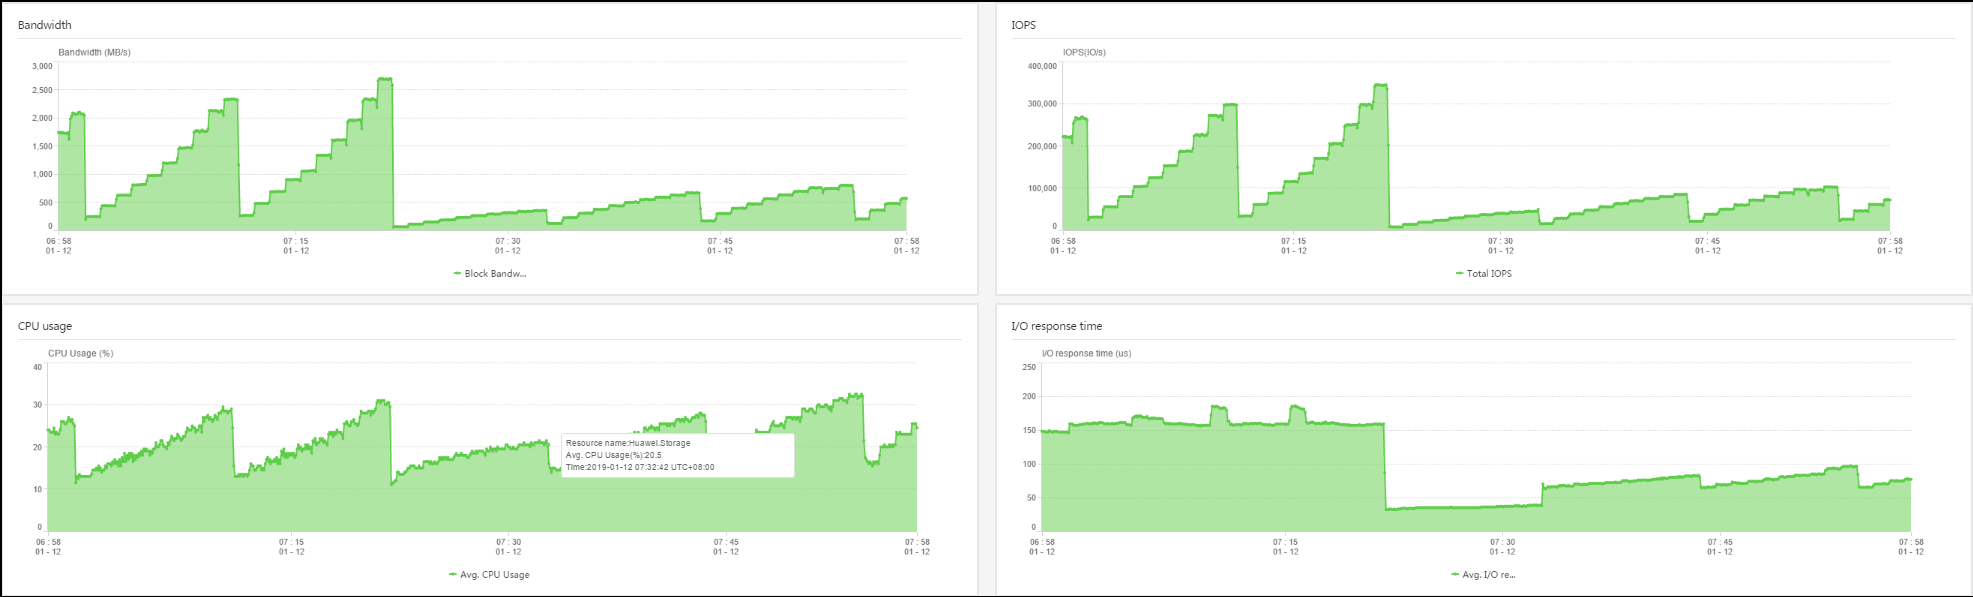 Bandwidth
Bandwidth (MB/s)
3,000
2,500
2,000
1,500
1,000
500
0
06 : 58
01 - 12
07 : 15
01 - 12
07 : 30
01 - 12
07 : 45
01 - 12
07 : 58
01 - 12
Block Bandw...
IOPS
IOPS(IO/s)
400,000
300,000
200,000
100,000
0
06 : 58
01 - 12
07 : 15
01 - 12
07 : 30
01 - 12
07 : 45
01 - 12
07 : 58
01 - 12
Total IOPS
CPU usage
CPU Usage (%)
40
30
20
10
0
06 : 58
01 - 12
07 : 15
01 - 12
07 : 30
01 - 12
07 : 45
01 - 12
07 : 58
01 - 12
Resource name:Huawei.Storage
Avg. CPU Usage(%):20.5
Time:2019-01-12 07:32:42 UTC+08:00
Avg. CPU Usage
I/O response time
I/O response time (us)
250
200
150
100
50
0
06 : 58
01 - 12
07 : 15
01 - 12
07 : 30
01 - 12
07 : 45
01 - 12
07 : 58
01 - 12
Avg. I/O re...